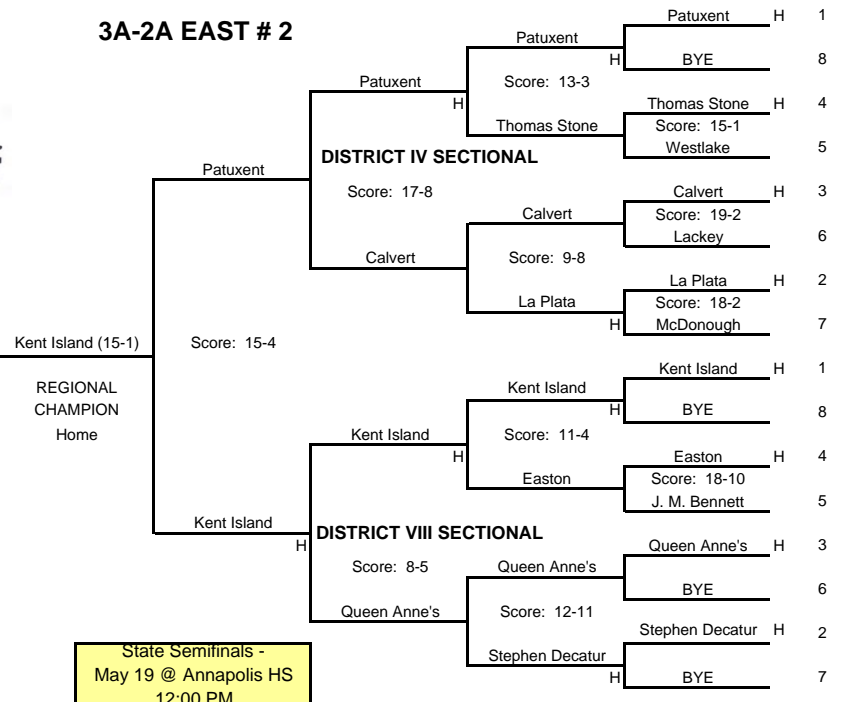 3A-2A EAST # 2
Patuxent H 1
Patuxent
H BYE 8
Patuxent Score: 13-3
H Thomas Stone H 4
Thomas Stone Score: 15-1
Westlake 5
DISTRICT IV SECTIONAL
Patuxent
Score: 17-8 Calvert H 3
Calvert Score: 19-2
Lackey 6
Calvert Score: 9-8
La Plata H 2
La Plata Score: 18-2
H McDonough 7
Kent Island (15-1) Score: 15-4
Kent Island H 1
REGIONAL Kent Island
CHAMPION H BYE 8
Home Kent Island Score: 11-4
H Easton H 4
Easton Score: 18-10
J. M. Bennett 5
Kent Island
H DISTRICT VIII SECTIONAL
Queen Anne's H 3
Score: 8-5 Queen Anne's
BYE 6
Queen Anne's Score: 12-11
Stephen Decatur H 2
Stephen Decatur
H BYE 7
State Semifinals -
May 19 @ Annapolis HS
12:00 PM